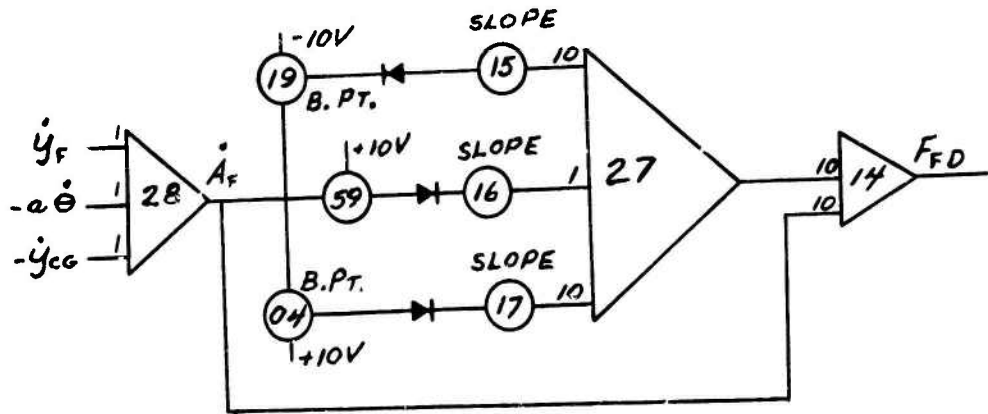 -10V
SLOPE
19
15
10
B. PT.
ẏF
1
ȦF
+10V
SLOPE
-a θ̇
1
28
59
16
1
27
10
14
FFD
-ẏCG
1
10
B. PT.
SLOPE
04
17
10
+10V